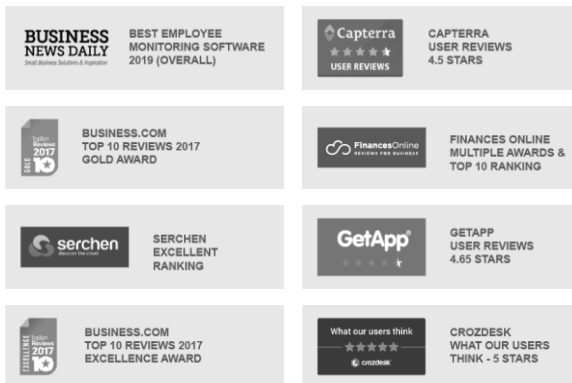 BUSINESS
NEWS DAILY
Small Business Solutions & Inspiration
BEST EMPLOYEE
MONITORING SOFTWARE
2019 (OVERALL)
Capterra
USER REVIEWS
CAPTERRA
USER REVIEWS
4.5 STARS
TopTen
Reviews
2017
10
GOLD
BUSINESS.COM
TOP 10 REVIEWS 2017
GOLD AWARD
FinancesOnline
REVIEWS FOR BUSINESS
FINANCES ONLINE
MULTIPLE AWARDS &
TOP 10 RANKING
serchen
discover the cloud
SERCHEN
EXCELLENT
RANKING
GetApp
GETAPP
USER REVIEWS
4.65 STARS
TopTen
Reviews
2017
10
EXCELLENCE
BUSINESS.COM
TOP 10 REVIEWS 2017
EXCELLENCE AWARD
What our users think
crozdesk
CROZDESK
WHAT OUR USERS
THINK - 5 STARS